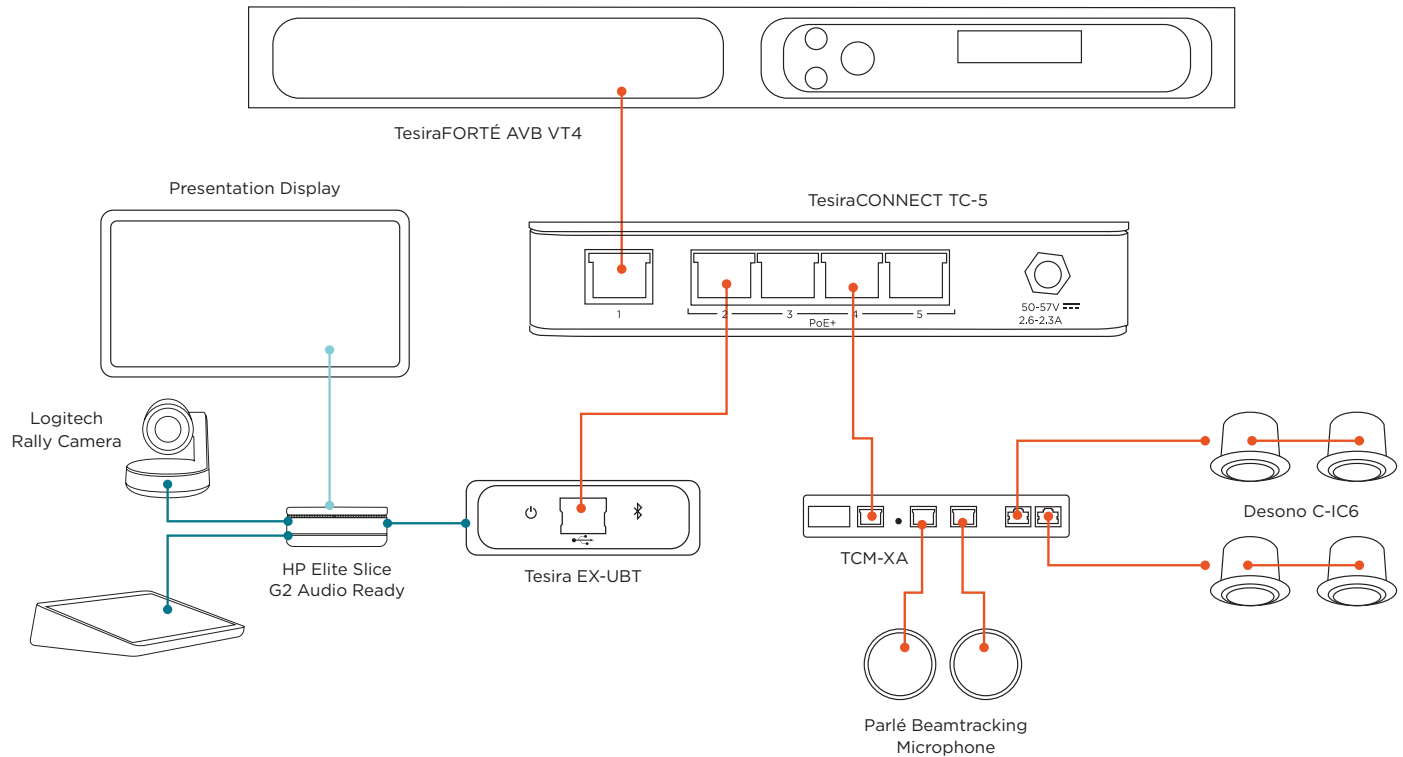 TesiraFORTÉ AVB VT4
Presentation Display
TesiraCONNECT TC-5
1
2
3
4
5
PoE+
50-57V
2.6-2.3A
Logitech
Rally Camera
HP Elite Slice
G2 Audio Ready
Tesira EX-UBT
TCM-XA
Desono C-IC6
Parlé Beamtracking
Microphone